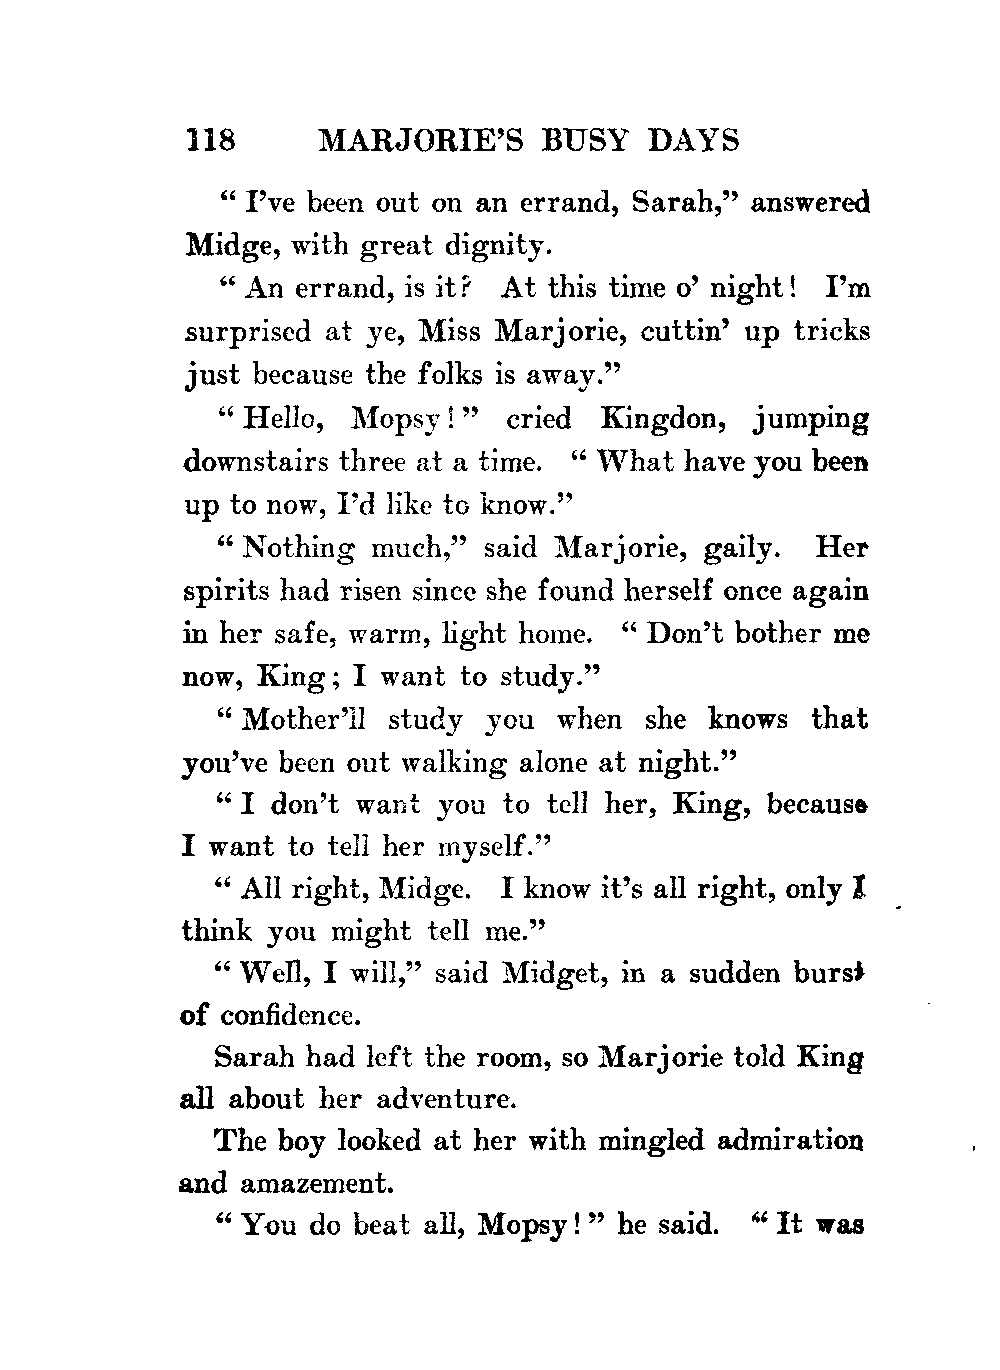 118 MARJORIE'S BUSY DAYS
"I've been out on an errand, Sarah," answered
Midge, with great dignity.
"An errand, is it? At this time o' night! I'm
surprised at ye, Miss Marjorie, cuttin' up tricks
just because the folks is away."
"Hello, Mopsy!" cried Kingdon, jumping
downstairs three at a time. "What have you been
up to now, I'd like to know."
"Nothing much," said Marjorie, gaily. Her
spirits had risen since she found herself once again
in her safe, warm, light home. "Don't bother me
now, King; I want to study."
"Mother'll study you when she knows that
you've been out walking alone at night."
"I don't want you to tell her, King, because
I want to tell her myself."
"All right, Midge. I know it's all right, only I
think you might tell me."
"Well, I will," said Midget, in a sudden burst
of confidence.
Sarah had left the room, so Marjorie told King
all about her adventure.
The boy looked at her with mingled admiration
and amazement.
"You do beat all, Mopsy!" he said. "It was